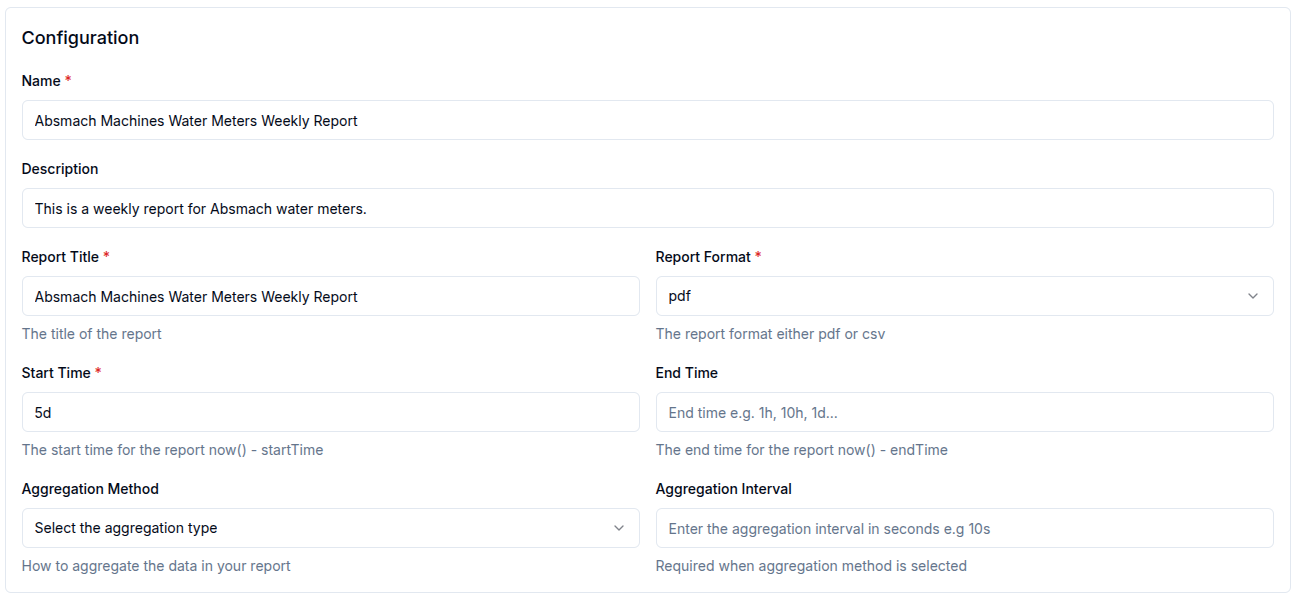 Configuration
Name *
Absmach Machines Water Meters Weekly Report
Description
This is a weekly report for Absmach water meters.
Report Title *
Absmach Machines Water Meters Weekly Report
The title of the report
Report Format *
pdf
The report format either pdf or csv
Start Time *
5d
The start time for the report now() - startTime
End Time
End time e.g. 1h, 10h, 1d...
The end time for the report now() - endTime
Aggregation Method
Select the aggregation type
How to aggregate the data in your report
Aggregation Interval
Enter the aggregation interval in seconds e.g 10s
Required when aggregation method is selected